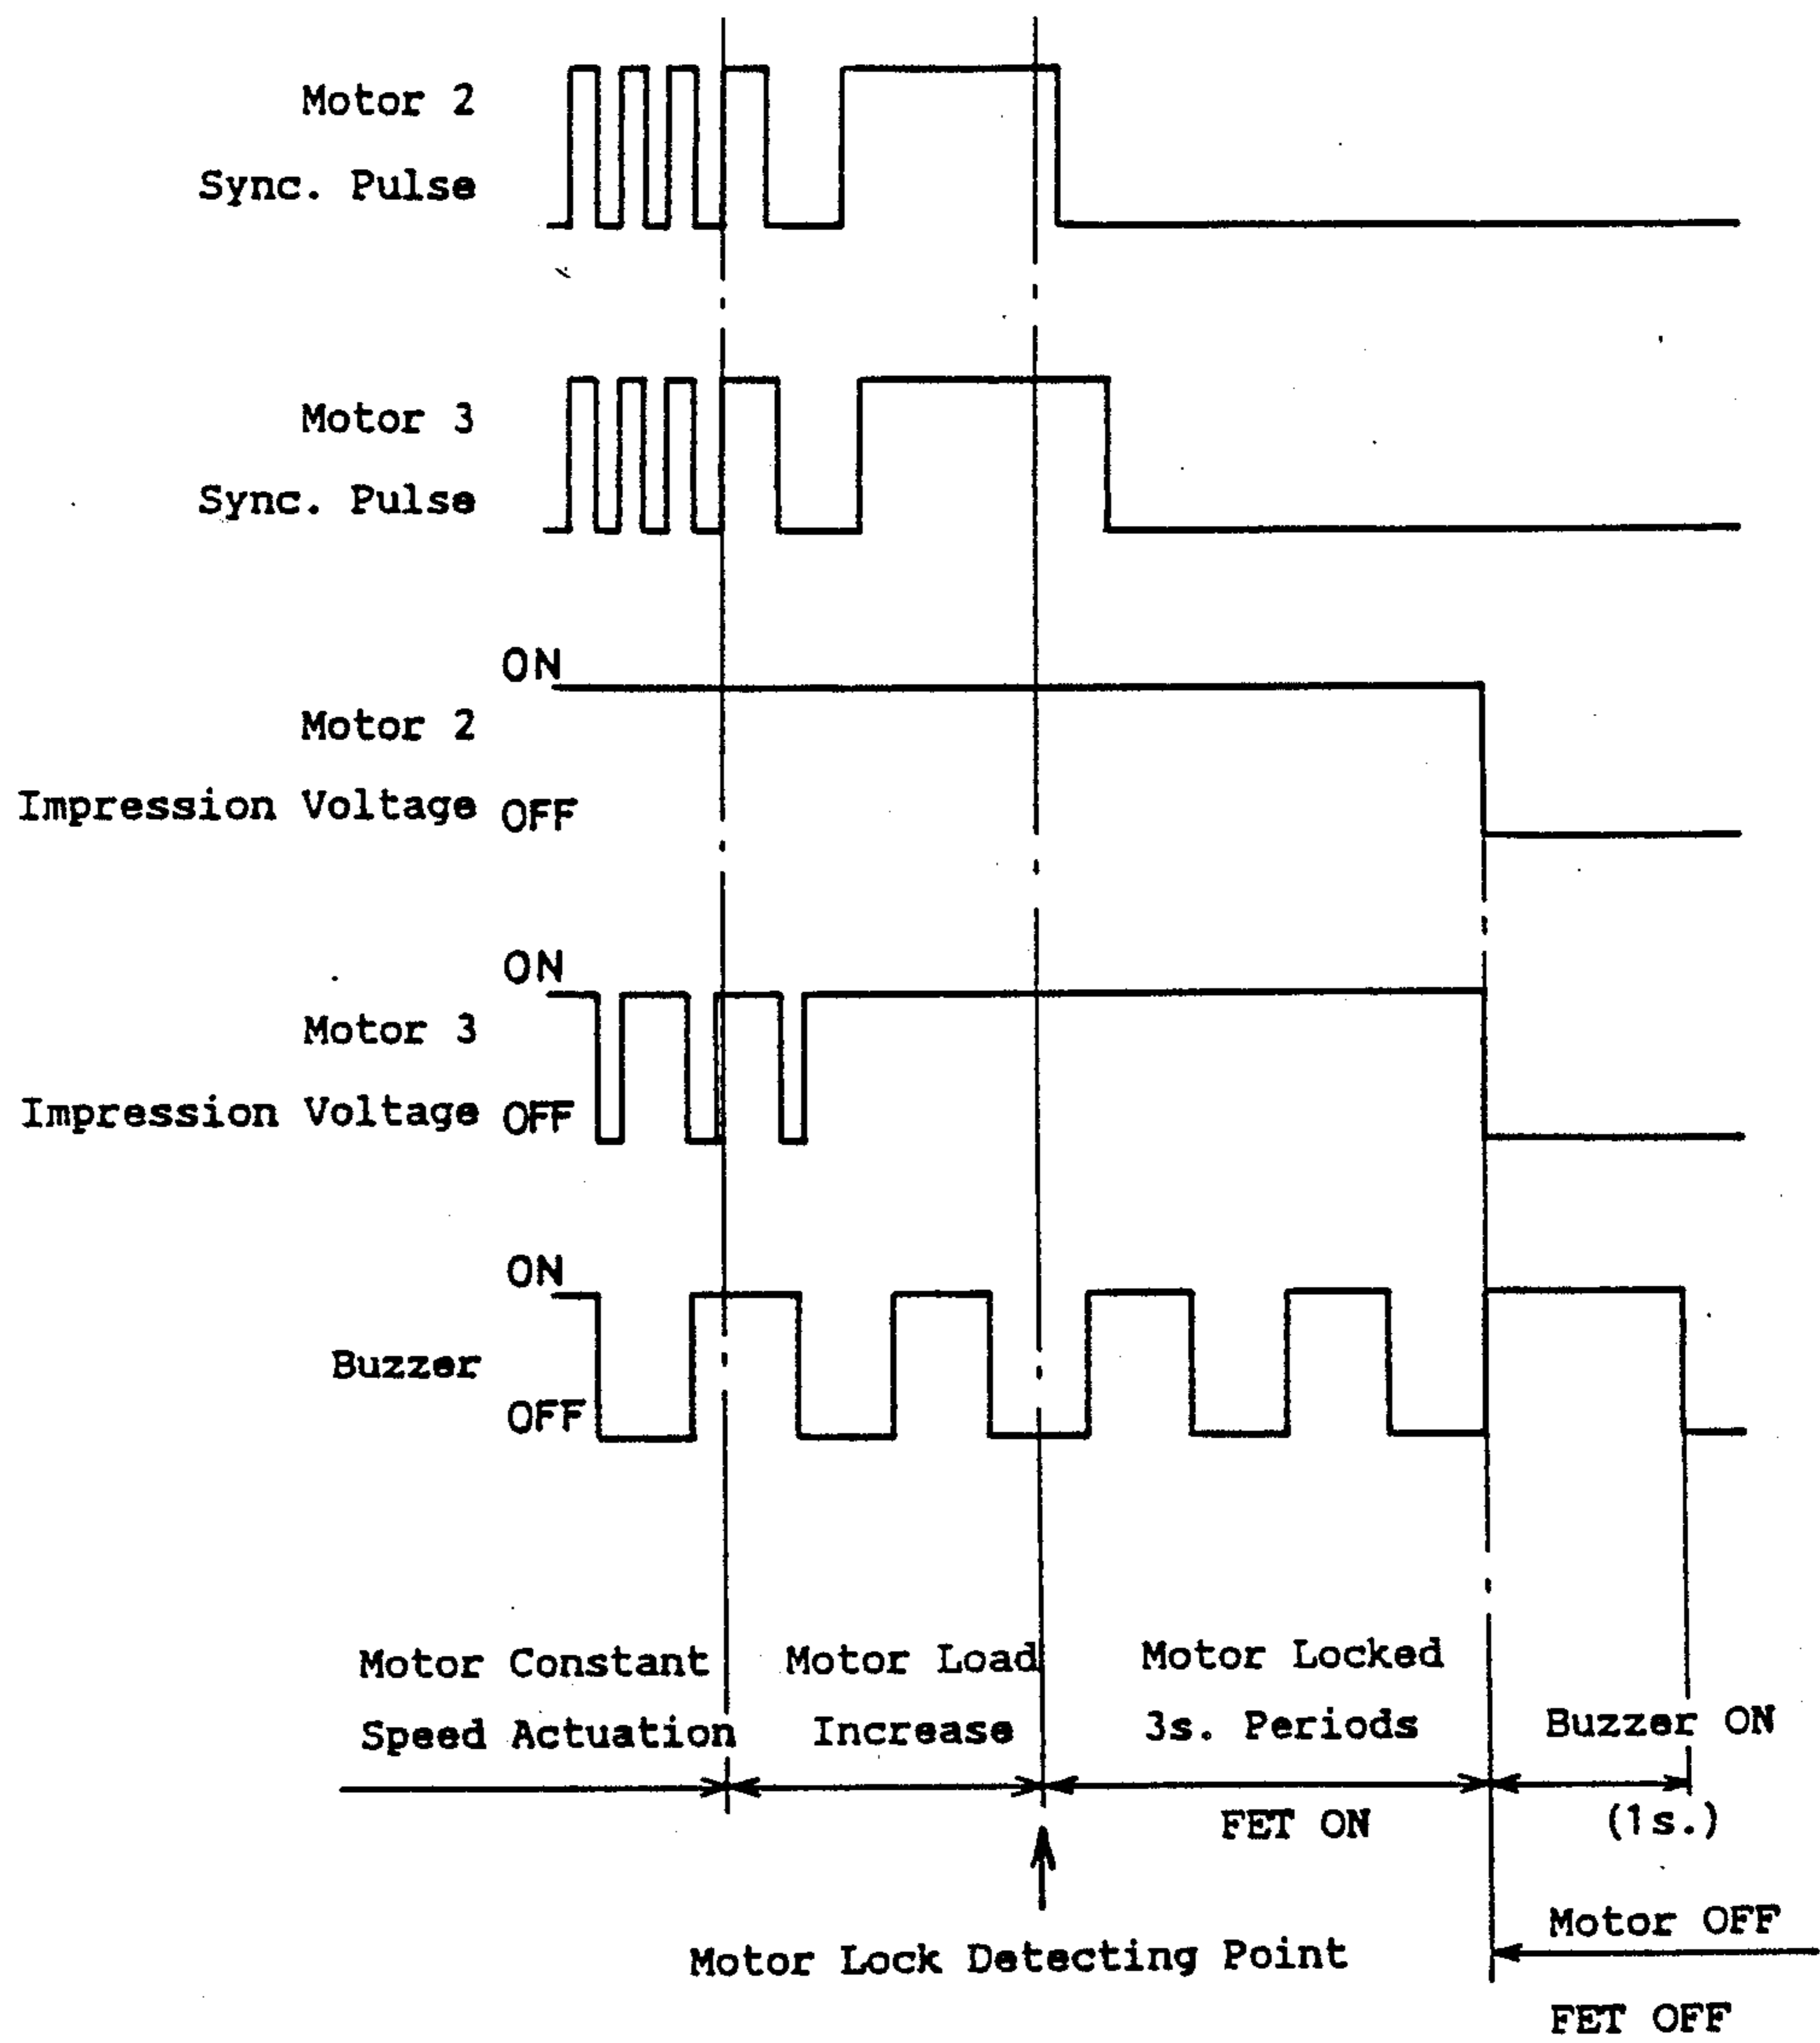 Motor 2
Sync. Pulse
Motor 3
Sync. Pulse
ON
Motor 2
Impression Voltage OFF
ON
Motor 3
Impression Voltage OFF
ON
Buzzer
OFF
Motor Constant
Speed Actuation
Motor Load
Increase
Motor Locked
3s. Periods
FET ON
Buzzer ON
(1s.)
Motor Lock Detecting Point
Motor OFF
FET OFF